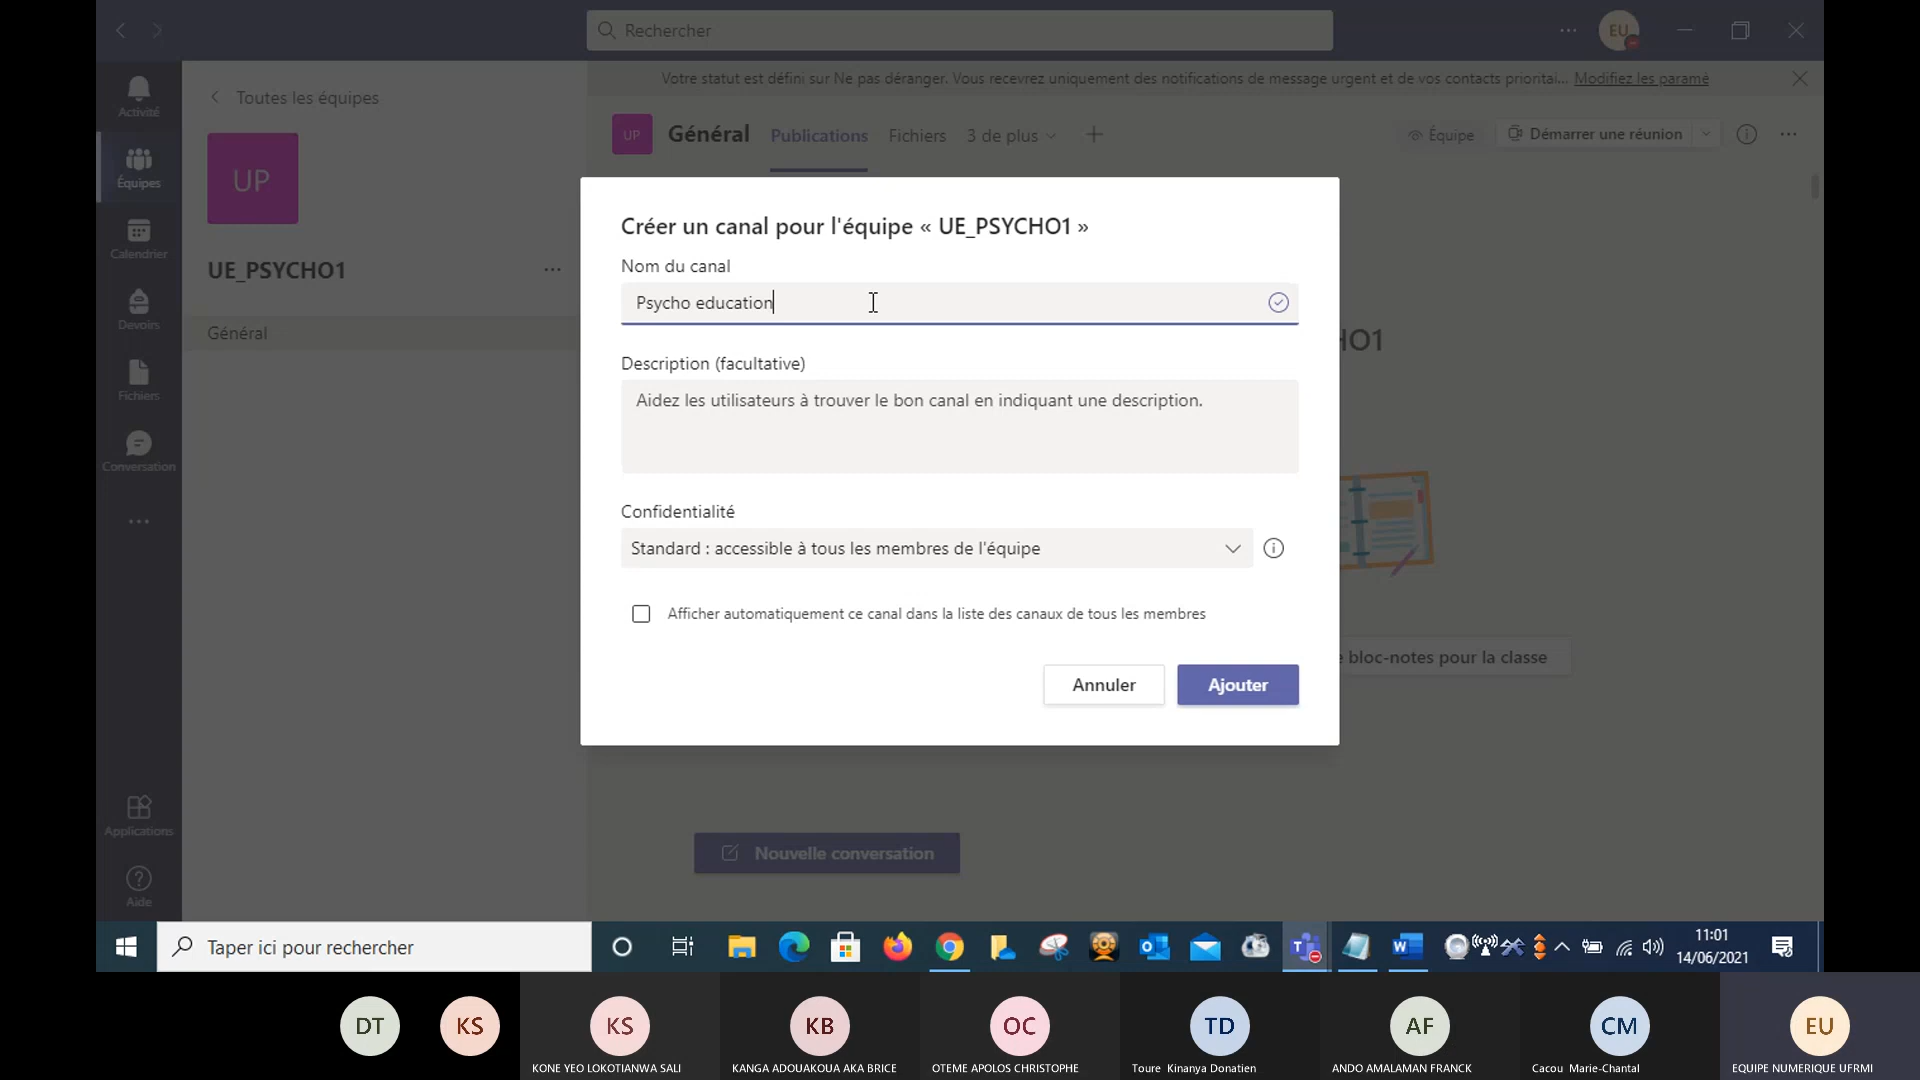 Rechercher
EU
Votre statut est défini sur Ne pas déranger. Vous recevrez uniquement des notifications de message urgent et de vos contacts prioritai... Modifiez les paramé
Activité
Équipes
Calendrier
Devoirs
Fichiers
Conversation
Applications
Aide
Toutes les équipes
UP
UE_PSYCHO1
Général
UP Général Publications Fichiers 3 de plus
Équipe
Démarrer une réunion
HO1
Créer un canal pour l'équipe « UE_PSYCHO1 »
Nom du canal
Psycho education
Description (facultative)
Aidez les utilisateurs à trouver le bon canal en indiquant une description.
Confidentialité
Standard : accessible à tous les membres de l'équipe
Afficher automatiquement ce canal dans la liste des canaux de tous les membres
Annuler
Ajouter
e bloc-notes pour la classe
Nouvelle conversation
Taper ici pour rechercher
11:01
14/06/2021
DT
KS
KS
KONE YEO LOKOTIANWA SALI
KB
KANGA ADOUAKOUA AKA BRICE
OC
OTEME APOLOS CHRISTOPHE
TD
Toure Kinanya Donatien
AF
ANDO AMALAMAN FRANCK
CM
Cacou Marie-Chantal
EU
EQUIPE NUMERIQUE UFRMI